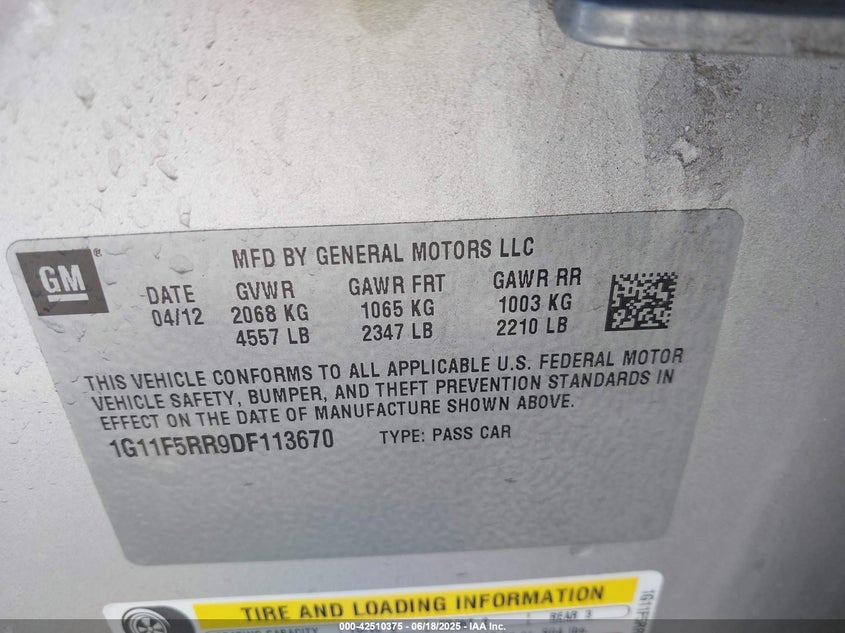 MFD BY GENERAL MOTORS LLC
GM ®
DATE GVWR GAWR FRT GAWR RR
04/12 2068 KG 1065 KG 1003 KG
4557 LB 2347 LB 2210 LB
THIS VEHICLE CONFORMS TO ALL APPLICABLE U.S. FEDERAL MOTOR
VEHICLE SAFETY, BUMPER, AND THEFT PREVENTION STANDARDS IN
EFFECT ON THE DATE OF MANUFACTURE SHOWN ABOVE.
1G11F5RR9DF113670 TYPE: PASS CAR
TIRE AND LOADING INFORMATION
REAR 3
000-42510375 - 06/18/2025 - IAA Inc.